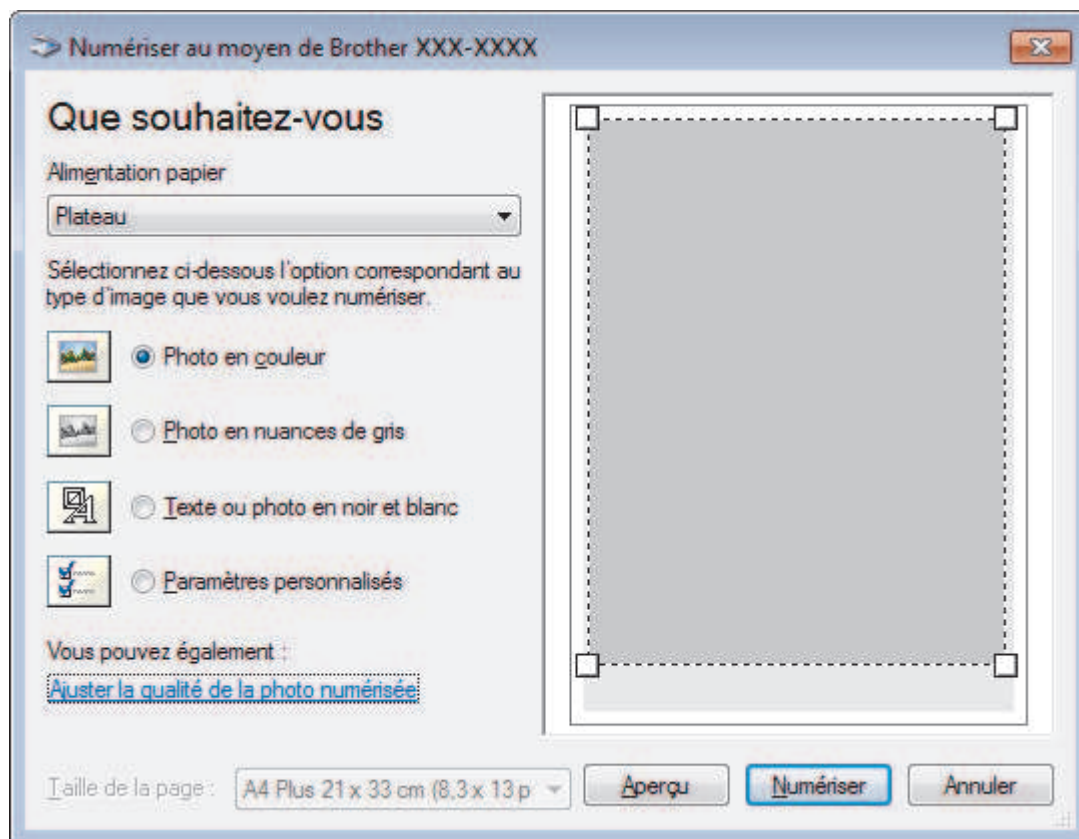 Numériser au moyen de Brother XXX-XXXX
Que souhaitez-vous
Alimentation papier
Plateau
Sélectionnez ci-dessous l'option correspondant au
type d'image que vous voulez numériser.
Photo en couleur
Photo en nuances de gris
Texte ou photo en noir et blanc
Paramètres personnalisés
Vous pouvez également :
Ajuster la qualité de la photo numérisée
Taille de la page : A4 Plus 21 x 33 cm (8,3 x 13 p
Aperçu Numériser Annuler